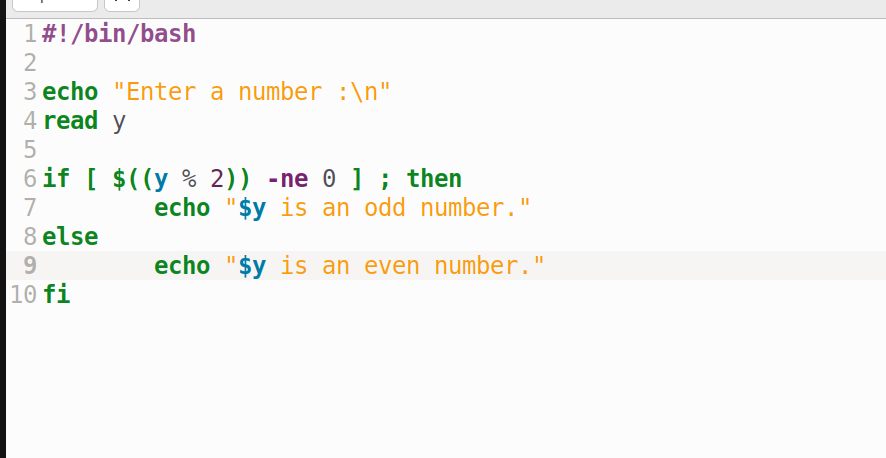 1 #!/bin/bash
2
3 echo "Enter a number :\n"
4 read y
5
6 if [ $((y % 2)) -ne 0 ] ; then
7         echo "$y is an odd number."
8 else
9         echo "$y is an even number."
10 fi